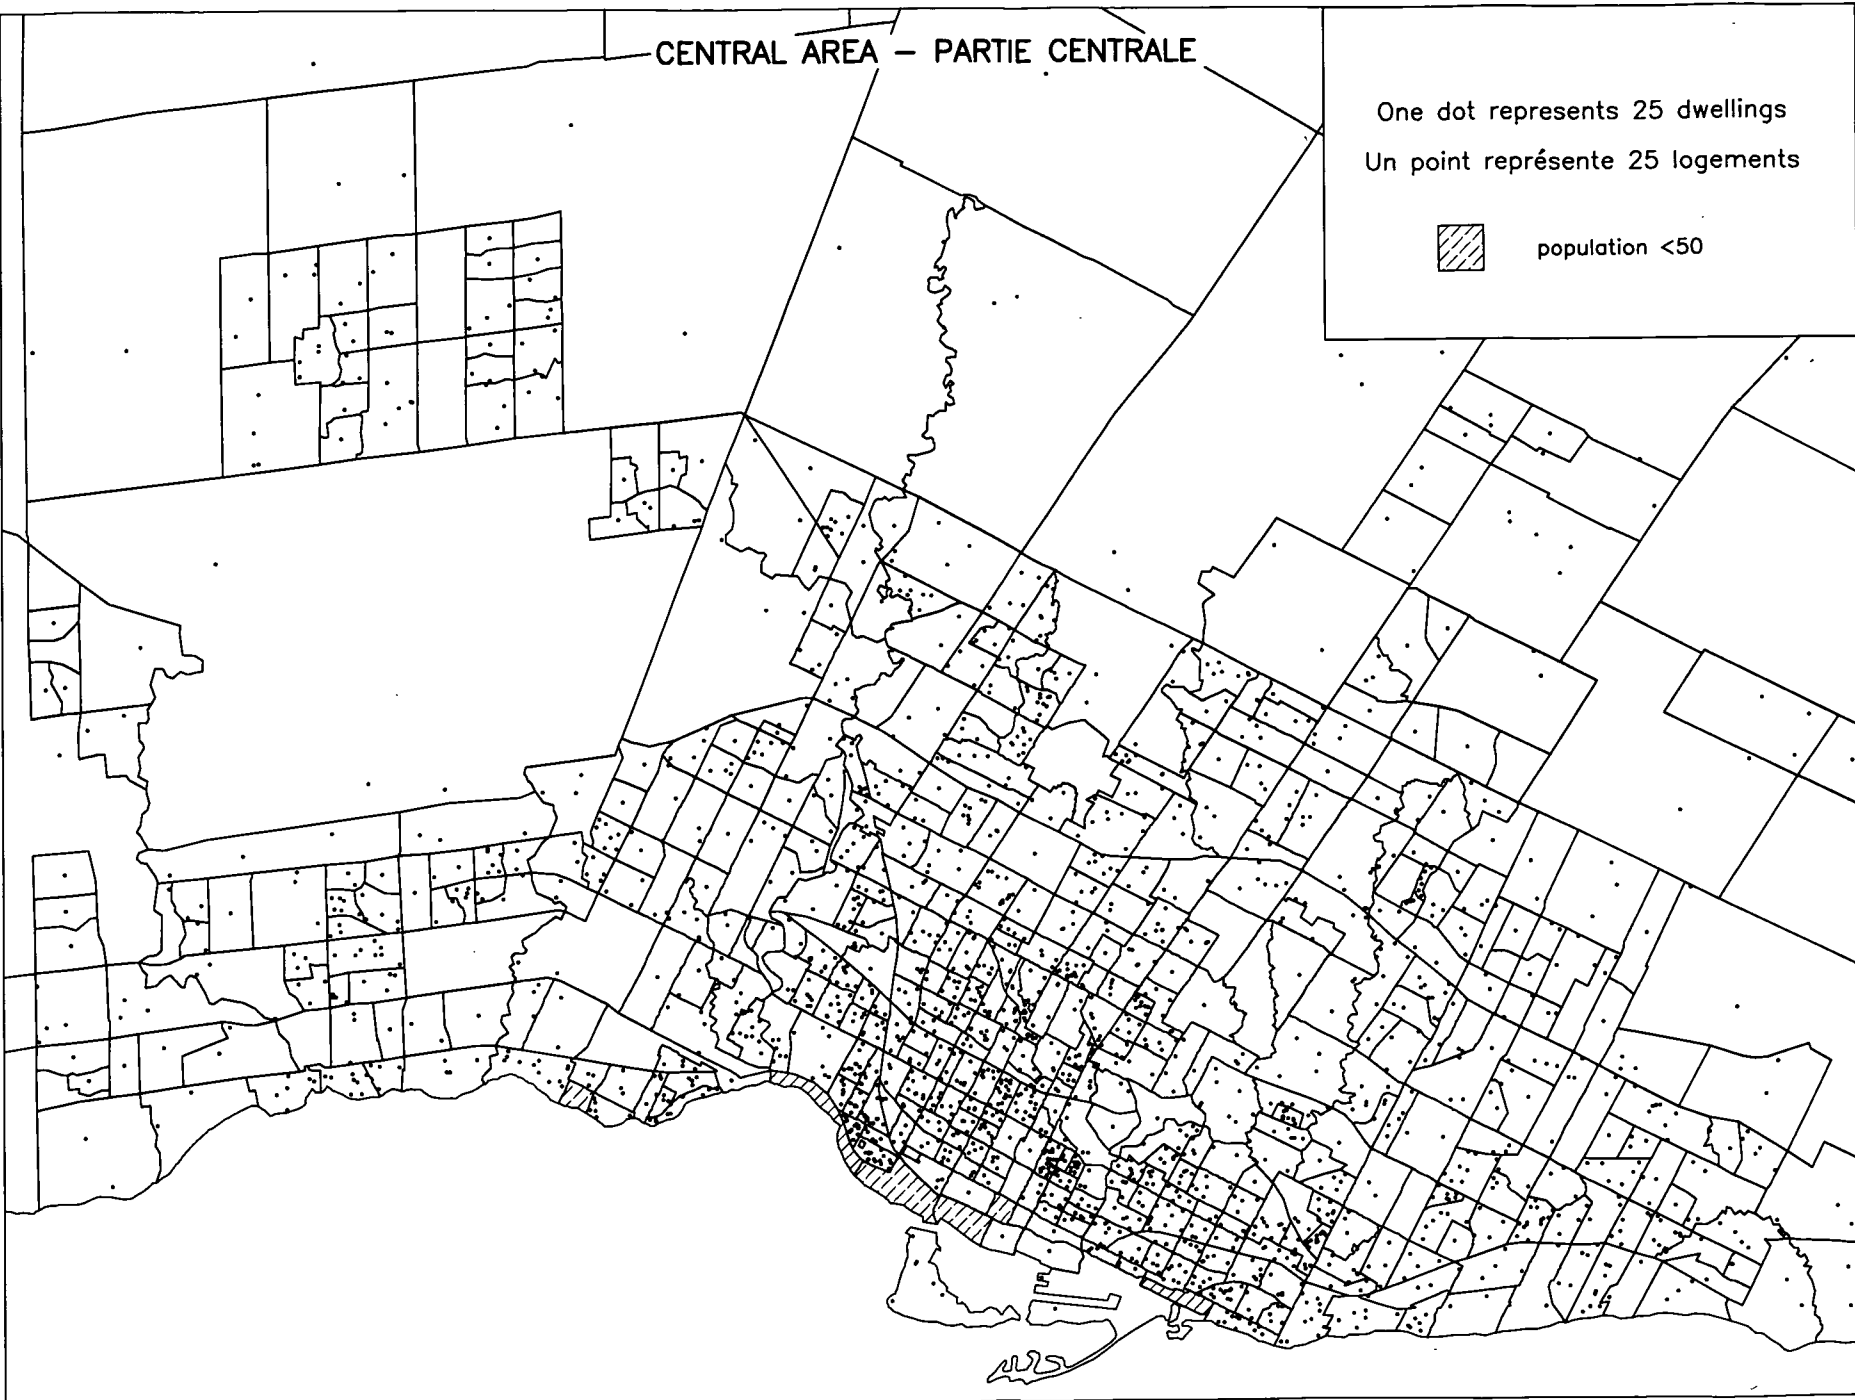 CENTRAL AREA – PARTIE CENTRALE
One dot represents 25 dwellings
Un point représente 25 logements
population <50